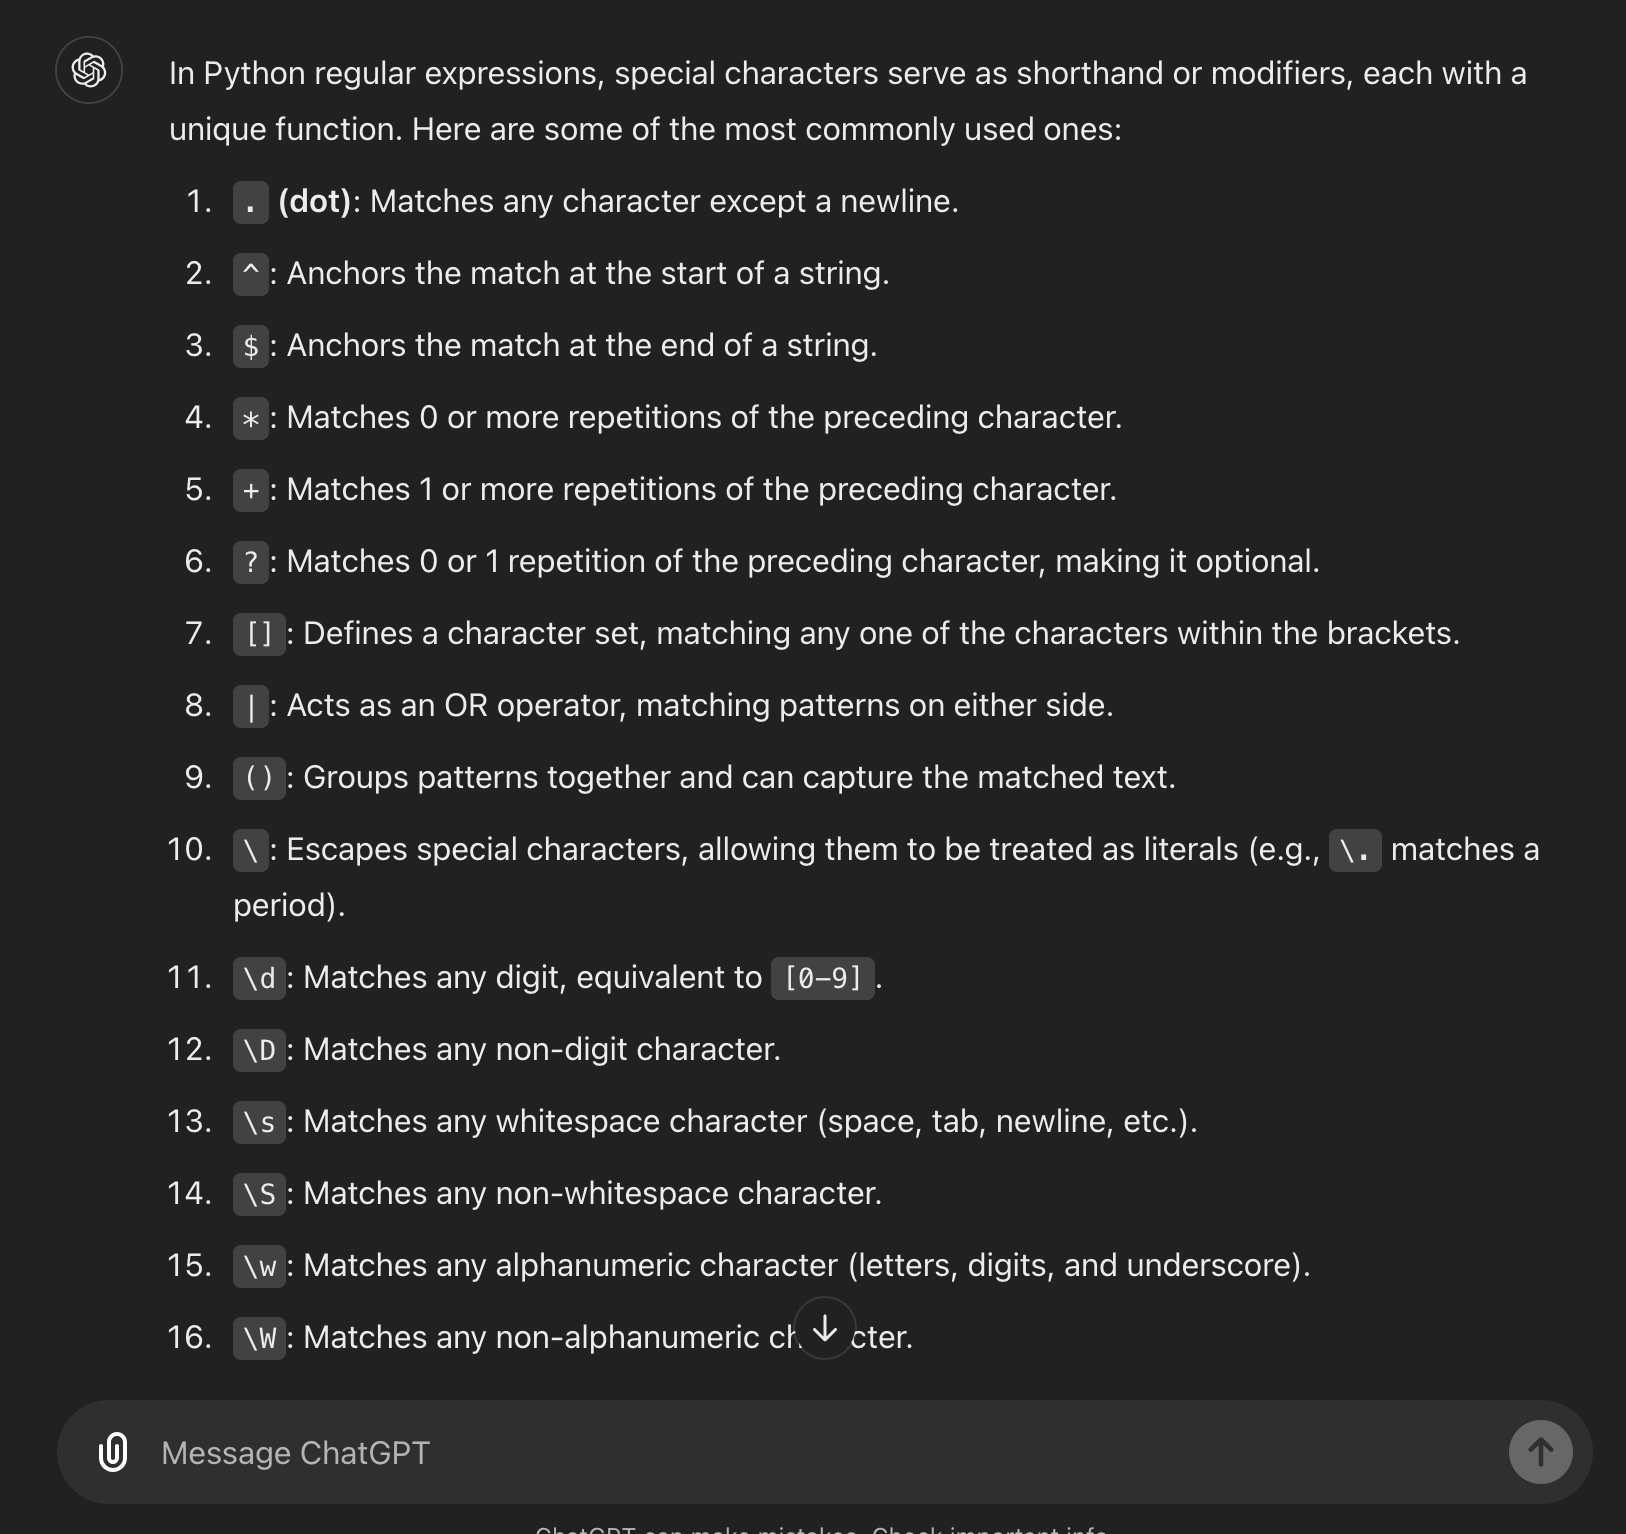 In Python regular expressions, special characters serve as shorthand or modifiers, each with a
unique function. Here are some of the most commonly used ones:
1. . (dot): Matches any character except a newline.
2. ^: Anchors the match at the start of a string.
3. $: Anchors the match at the end of a string.
4. *: Matches 0 or more repetitions of the preceding character.
5. +: Matches 1 or more repetitions of the preceding character.
6. ?: Matches 0 or 1 repetition of the preceding character, making it optional.
7. []: Defines a character set, matching any one of the characters within the brackets.
8. |: Acts as an OR operator, matching patterns on either side.
9. (): Groups patterns together and can capture the matched text.
10. \: Escapes special characters, allowing them to be treated as literals (e.g., \. matches a
period).
11. \d: Matches any digit, equivalent to [0-9].
12. \D: Matches any non-digit character.
13. \s: Matches any whitespace character (space, tab, newline, etc.).
14. \S: Matches any non-whitespace character.
15. \w: Matches any alphanumeric character (letters, digits, and underscore).
16. \W: Matches any non-alphanumeric character.
Message ChatGPT
ChatGPT can make mistakes. Check important info.